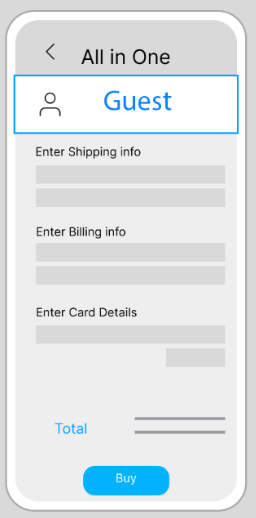 All in One
Guest
Enter Shipping info
Enter Billing info
Enter Card Details
Total
Buy